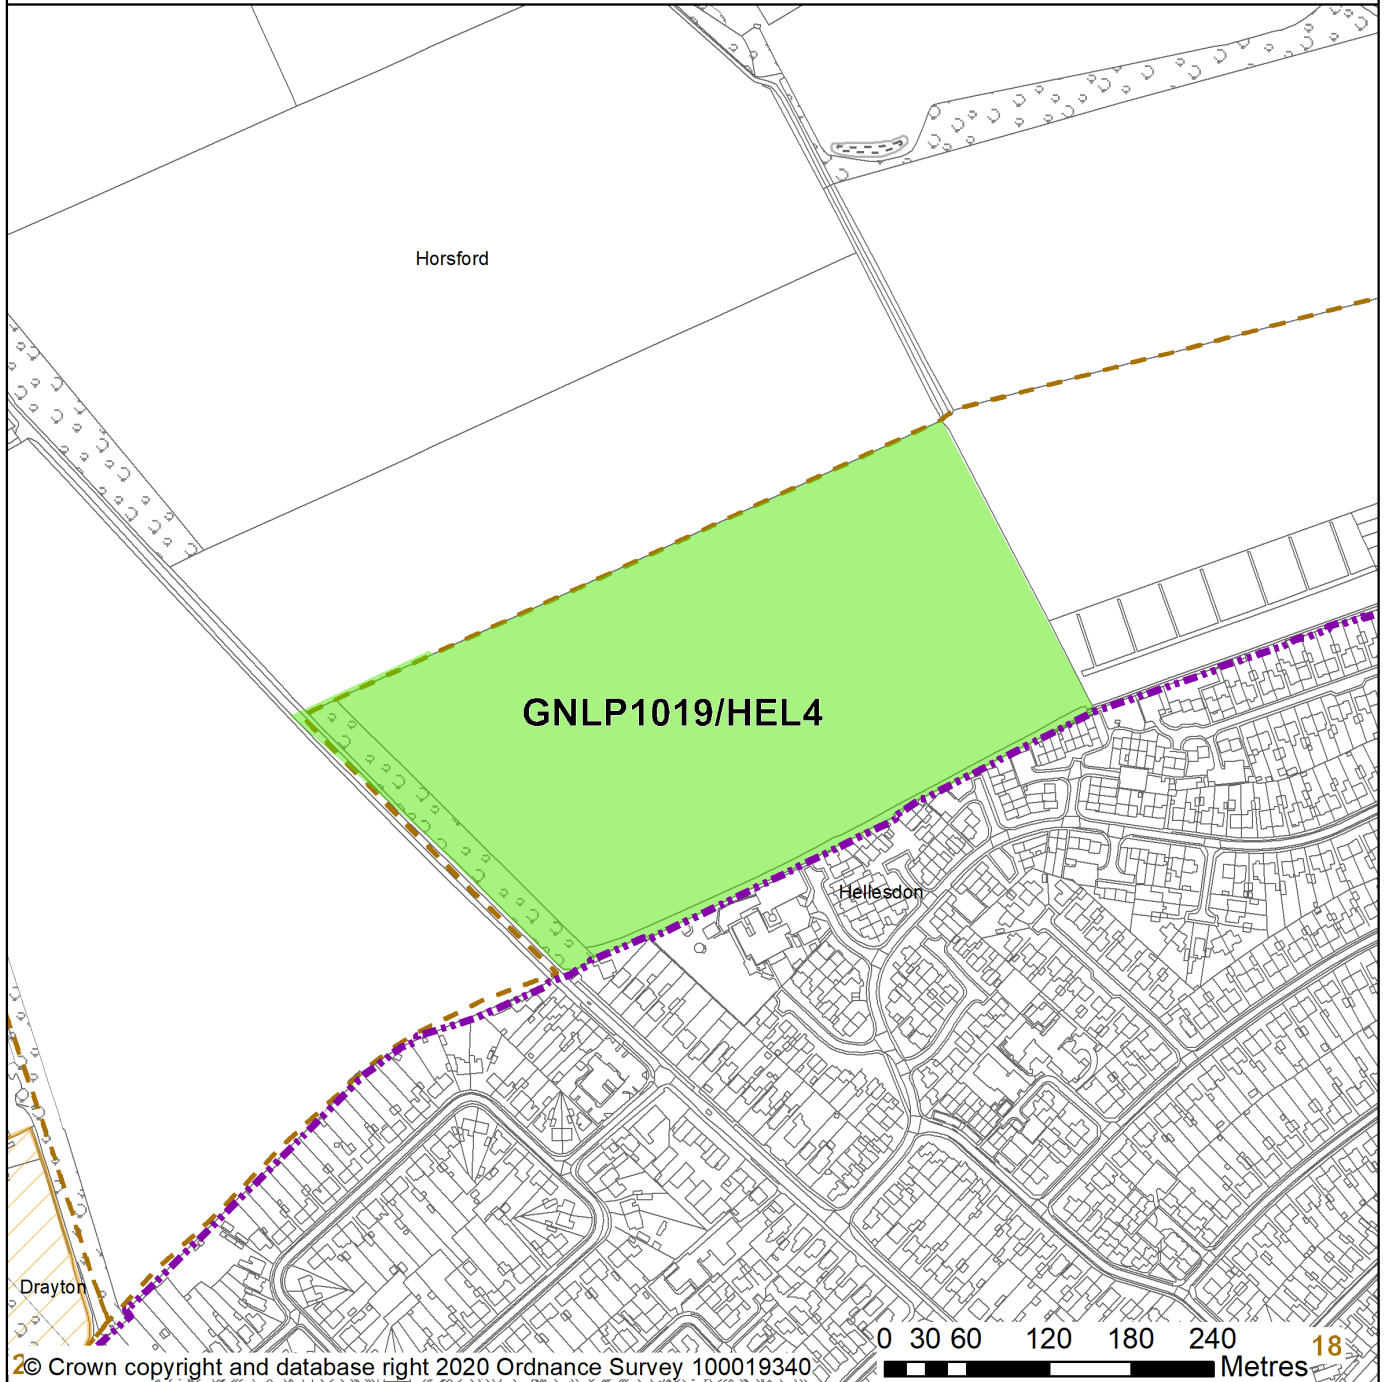 Horsford
GNLP1019/HEL4
Hellesdon
Drayton
0 30 60 120 180 240
18
Metres
2
© Crown copyright and database right 2020 Ordnance Survey 100019340